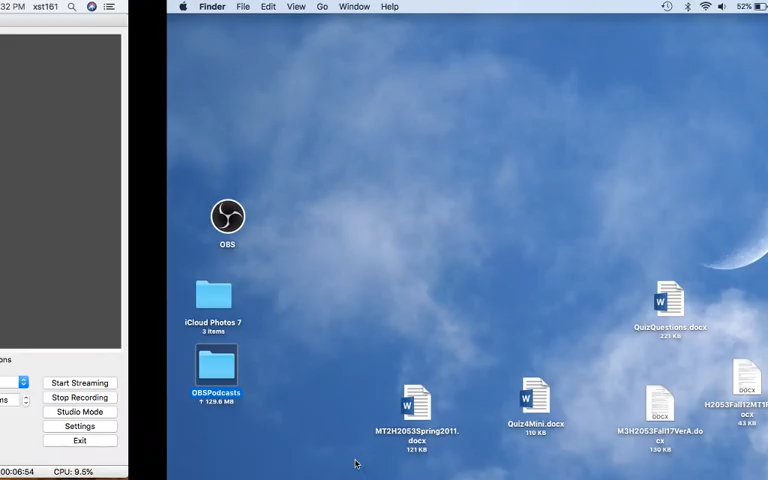 :32 PM xst161
Finder File Edit View Go Window Help 52%
OBS
iCloud Photos 7
3 items
OBSPodcasts
↑ 129.6 MB
MT2H2053Spring2011.
docx
121 KB
Quiz4Mini.docx
110 KB
QuizQuestions.docx
221 KB
M3H2053Fall17VerA.do
cx
130 KB
H2053Fall12MT1F
ocx
43 KB
ons
ms
Start Streaming
Stop Recording
Studio Mode
Settings
Exit
00:06:54 CPU: 9.5%